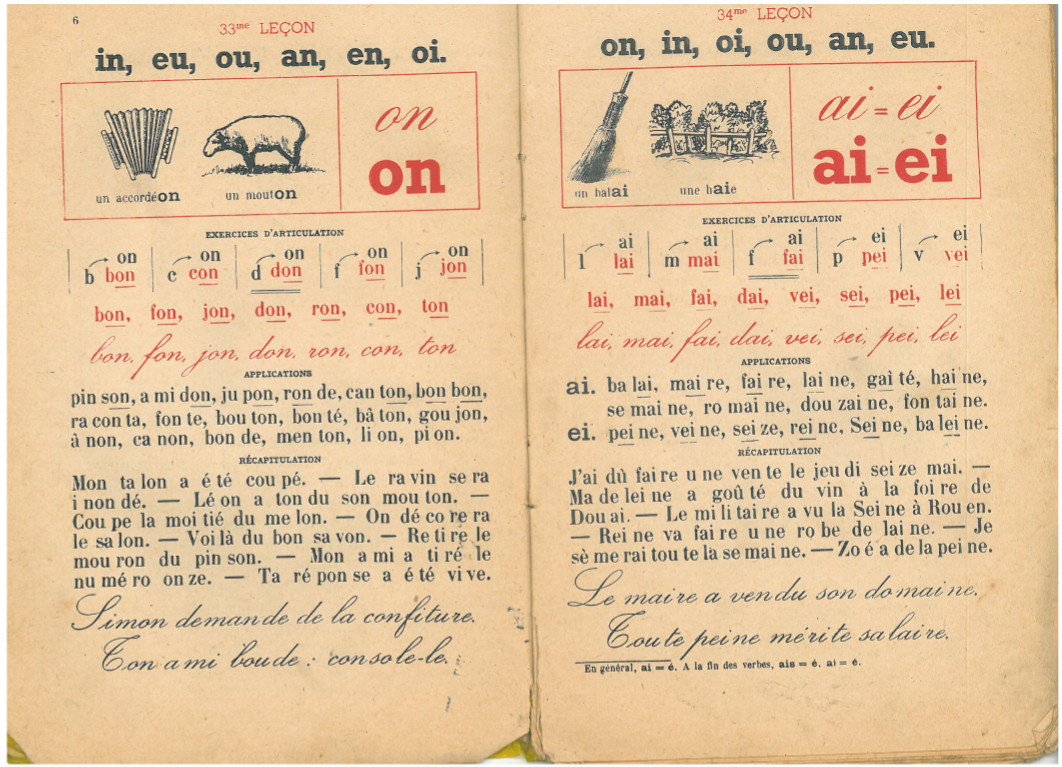 6
33me LEÇON
in, eu, ou, an, en, oi.
on
on
un accordéon
un mouton
EXERCICES D'ARTICULATION
on on on on on
b bon c con d don f fon j jon
bon, fon, jon, don, ron, con, ton
bon, fon, jon, don, ron, con, ton
APPLICATIONS
pin son, a mi don, ju pon, ron de, can ton, bon bon,
ra con ta, fon te, bou ton, bon té, bâ ton, gou jon,
à non, ca non, bon de, men ton, li on, pi on.
RÉCAPITULATION
Mon ta lon a é té cou pé. — Le ra vin se ra
i non dé. — Lé on a ton du son mou ton. —
Cou pe la moi tié du me lon. — On dé co re ra
le sa lon. — Voi là du bon sa von. — Re ti re le
mou ron du pin son. — Mon a mi a ti ré le
nu mé ro on ze. — Ta ré pon se a é té vi ve.
Simon demande de la confiture.
Ton ami boude : console-le.
34me LEÇON
on, in, oi, ou, an, eu.
ai = ei
ai = ei
un balai
une haie
EXERCICES D'ARTICULATION
ai ai ai ei ei
l lai m mai f fai p pei v vei
lai, mai, fai, dai, vei, sei, pei, lei
lai, mai, fai, dai, vei, sei, pei, lei
APPLICATIONS
ai. ba lai, mai re, fai re, lai ne, gaî té, hai ne,
se mai ne, ro mai ne, dou zai ne, fon tai ne.
ei. pei ne, vei ne, sei ze, rei ne, Sei ne, ba lei ne.
RÉCAPITULATION
J'ai dû fai re u ne ven te le jeu di sei ze mai. —
Ma de lei ne a goû té du vin à la foi re de
Dou ai. — Le mi li tai re a vu la Sei ne à Rou en.
— Rei ne va fai re u ne ro be de lai ne. — Je
sè me rai tou te la se mai ne. — Zo é a de la pei ne.
Le maire a vendu son domaine.
Toute peine mérite salaire.
En général, ai = è. A la fin des verbes, ais = è, ai = é.